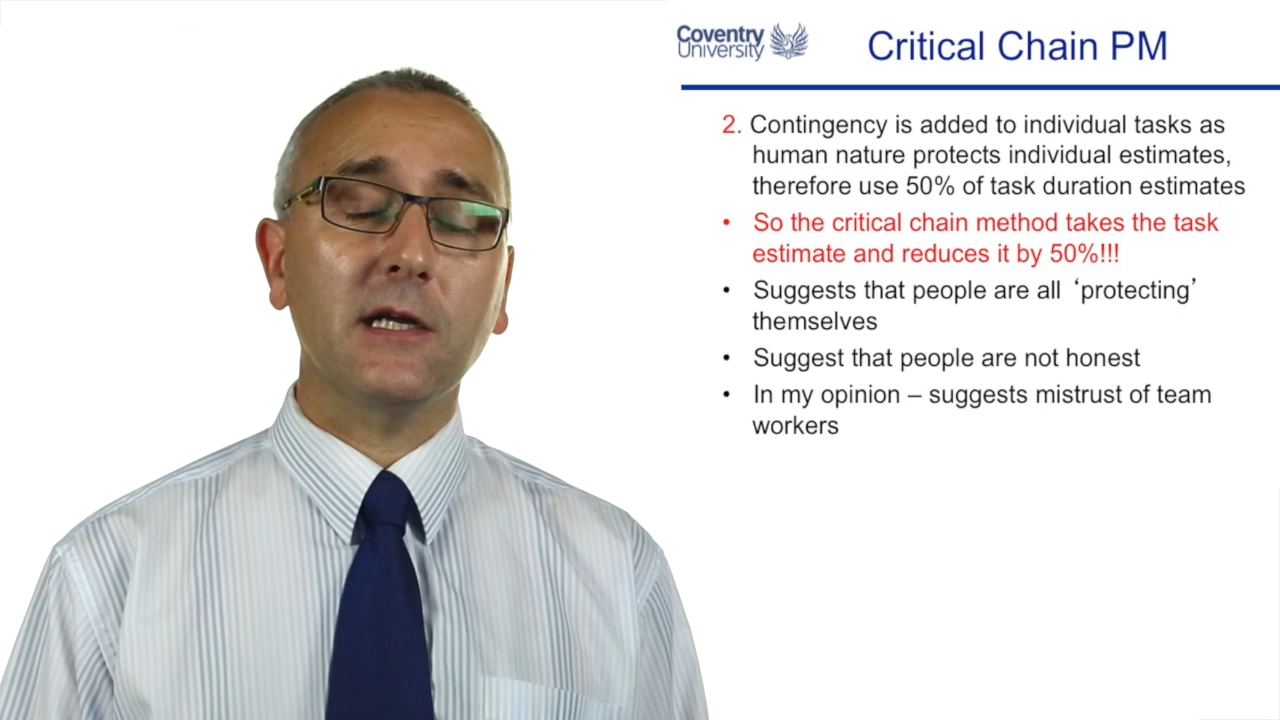 Coventry
University
Critical Chain PM
2. Contingency is added to individual tasks as
human nature protects individual estimates,
therefore use 50% of task duration estimates
• So the critical chain method takes the task
estimate and reduces it by 50%!!!
• Suggests that people are all ‘protecting’
themselves
• Suggest that people are not honest
• In my opinion – suggests mistrust of team
workers